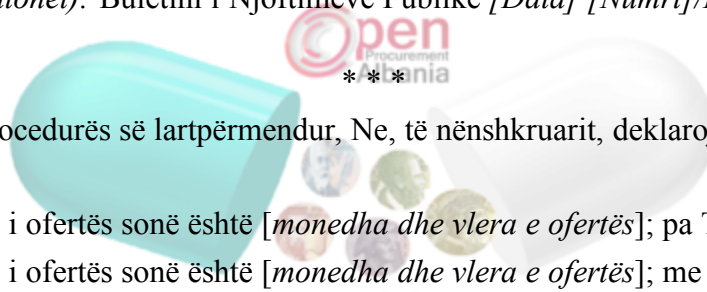 Buletini i Njoftimeve Publike [Data] [Numri]/
Open
Procurement
Albania
* * *
ocedurës së lartpërmendur, Ne, të nënshkruarit, deklaro
i ofertës sonë është [monedha dhe vlera e ofertës]; pa
i ofertës sonë është [monedha dhe vlera e ofertës]; me